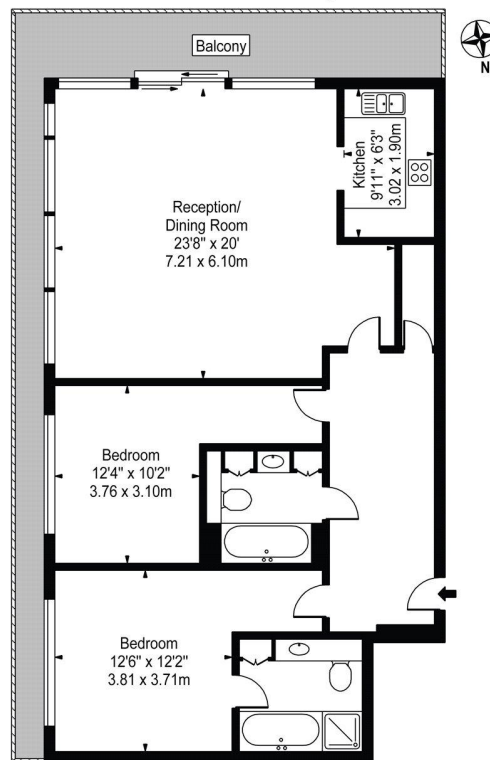 Balcony
N
Kitchen
9'11" x 6'3"
3.02 x 1.90m
Reception/
Dining Room
23'8" x 20'
7.21 x 6.10m
Bedroom
12'4" x 10'2"
3.76 x 3.10m
Bedroom
12'6" x 12'2"
3.81 x 3.71m